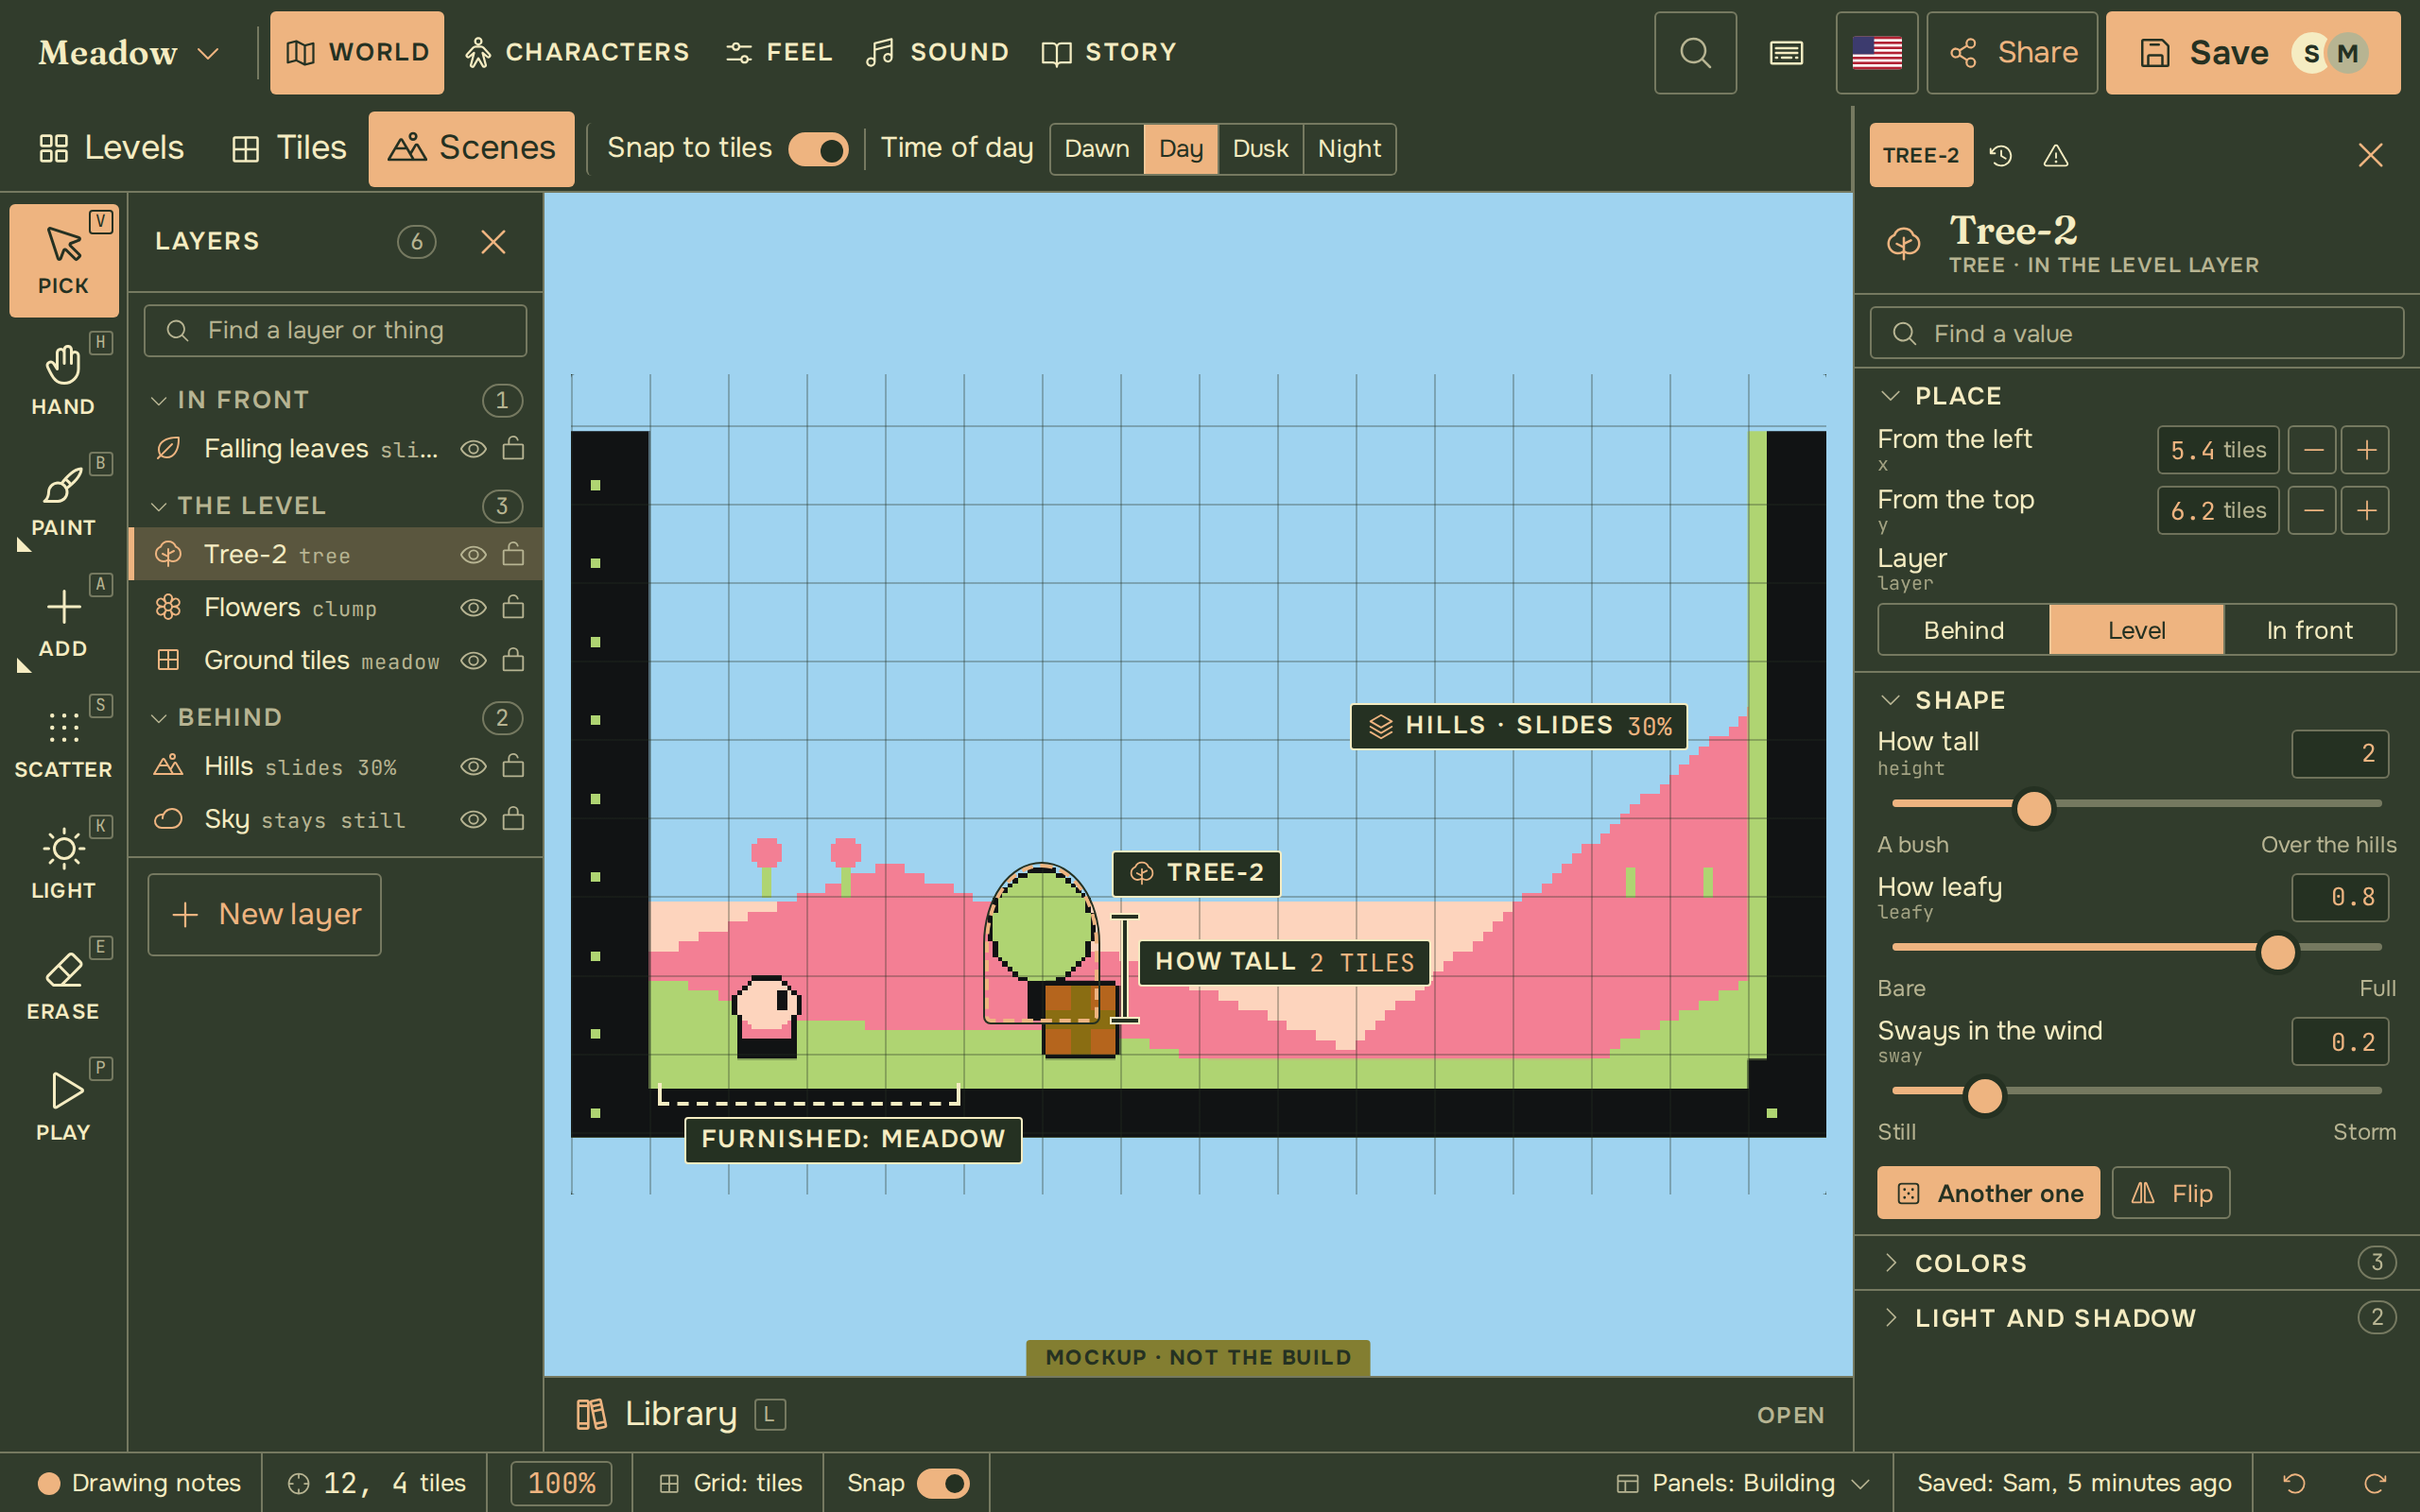 Meadow
WORLD
CHARACTERS
FEEL
SOUND
STORY
Share
Save
S
M
Levels
Tiles
Scenes
Snap to tiles
Time of day
Dawn
Day
Dusk
Night
TREE-2
V
PICK
H
HAND
B
PAINT
A
ADD
S
SCATTER
K
LIGHT
E
ERASE
P
PLAY
LAYERS
6
Find a layer or thing
IN FRONT
1
Falling leaves sli...
THE LEVEL
3
Tree-2 tree
Flowers clump
Ground tiles meadow
BEHIND
2
Hills slides 30%
Sky stays still
New layer
HILLS · SLIDES 30%
TREE-2
HOW TALL 2 TILES
FURNISHED: MEADOW
MOCKUP · NOT THE BUILD
Library
L
OPEN
Tree-2
TREE · IN THE LEVEL LAYER
Find a value
PLACE
From the left
x
5.4 tiles
From the top
y
6.2 tiles
Layer
layer
Behind
Level
In front
SHAPE
How tall
height
2
A bush
Over the hills
How leafy
leafy
0.8
Bare
Full
Sways in the wind
sway
0.2
Still
Storm
Another one
Flip
COLORS
3
LIGHT AND SHADOW
2
Drawing notes
12, 4 tiles
100%
Grid: tiles
Snap
Panels: Building
Saved: Sam, 5 minutes ago